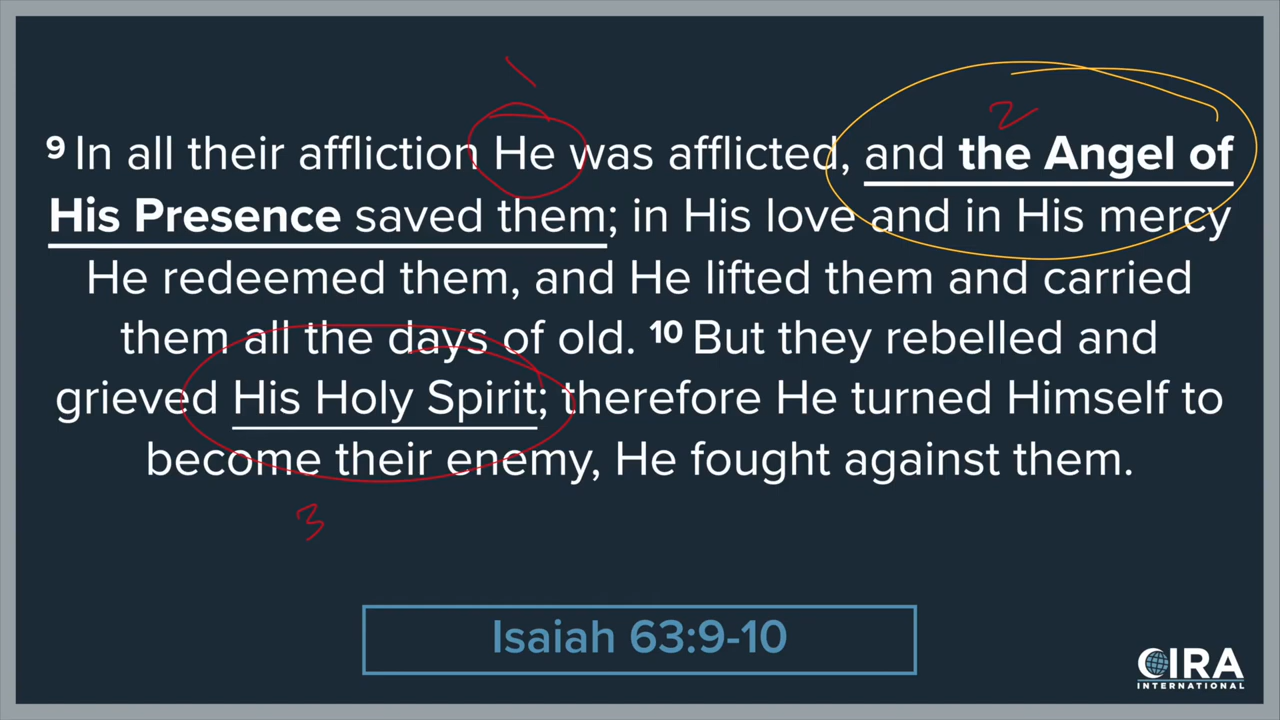 1
2
9 In all their affliction He was afflicted, and the Angel of
His Presence saved them; in His love and in His mercy
He redeemed them, and He lifted them and carried
them all the days of old. 10 But they rebelled and
grieved His Holy Spirit; therefore He turned Himself to
become their enemy, He fought against them.
3
Isaiah 63:9-10
CIRA
INTERNATIONAL